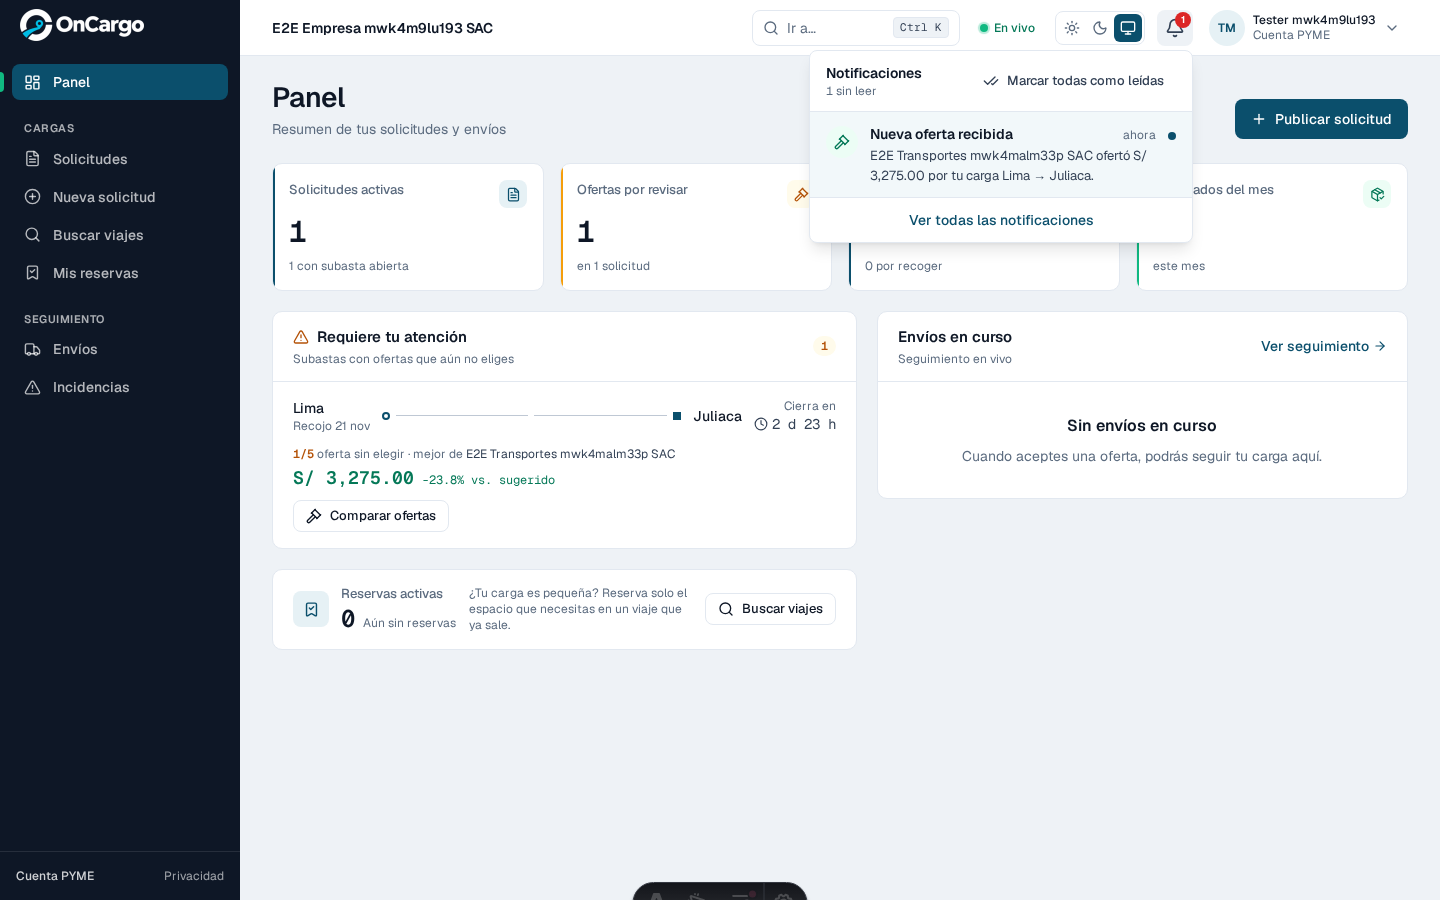 OnCargo
E2E Empresa mwk4m9lu193 SAC
Ir a...
Ctrl K
En vivo
1
TM
Tester mwk4m9lu193
Cuenta PYME
Panel
CARGAS
Solicitudes
Nueva solicitud
Buscar viajes
Mis reservas
SEGUIMIENTO
Envíos
Incidencias
Cuenta PYME
Privacidad
Panel
Resumen de tus solicitudes y envíos
Publicar solicitud
Notificaciones
1 sin leer
Marcar todas como leídas
Nueva oferta recibida
ahora
E2E Transportes mwk4malm33p SAC ofertó S/
3,275.00 por tu carga Lima → Juliaca.
Ver todas las notificaciones
Solicitudes activas
1
1 con subasta abierta
Ofertas por revisar
1
en 1 solicitud
0 por recoger
ados del mes
este mes
Requiere tu atención
Subastas con ofertas que aún no eliges
1
Lima
Recojo 21 nov
Juliaca
Cierra en
2 d 23 h
1/5 oferta sin elegir · mejor de E2E Transportes mwk4malm33p SAC
S/ 3,275.00 -23.8% vs. sugerido
Comparar ofertas
Envíos en curso
Seguimiento en vivo
Ver seguimiento →
Sin envíos en curso
Cuando aceptes una oferta, podrás seguir tu carga aquí.
Reservas activas
0 Aún sin reservas
¿Tu carga es pequeña? Reserva solo el
espacio que necesitas en un viaje que
ya sale.
Buscar viajes